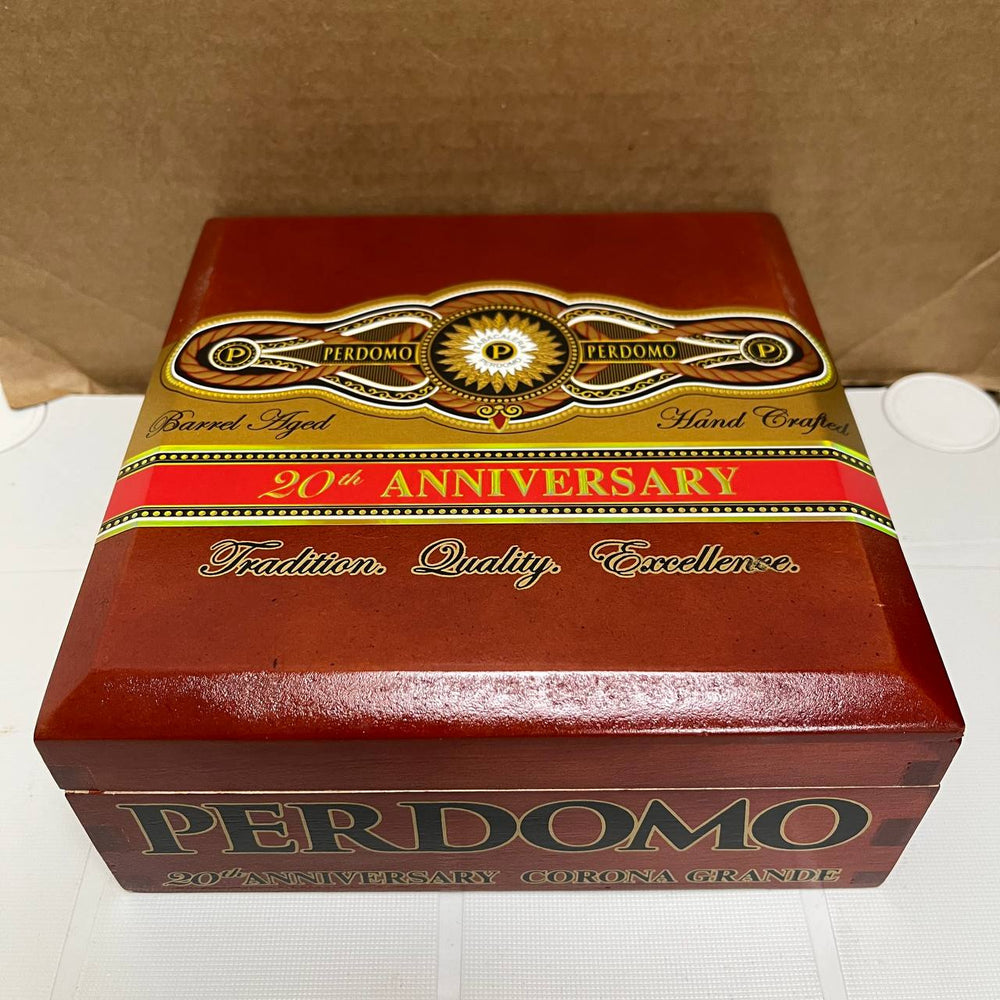 P PERDOMO P PERDOMO P
Barrel Aged Hand Crafted
20th ANNIVERSARY
Tradition. Quality. Excellence.
PERDOMO
20th ANNIVERSARY CORONA GRANDE